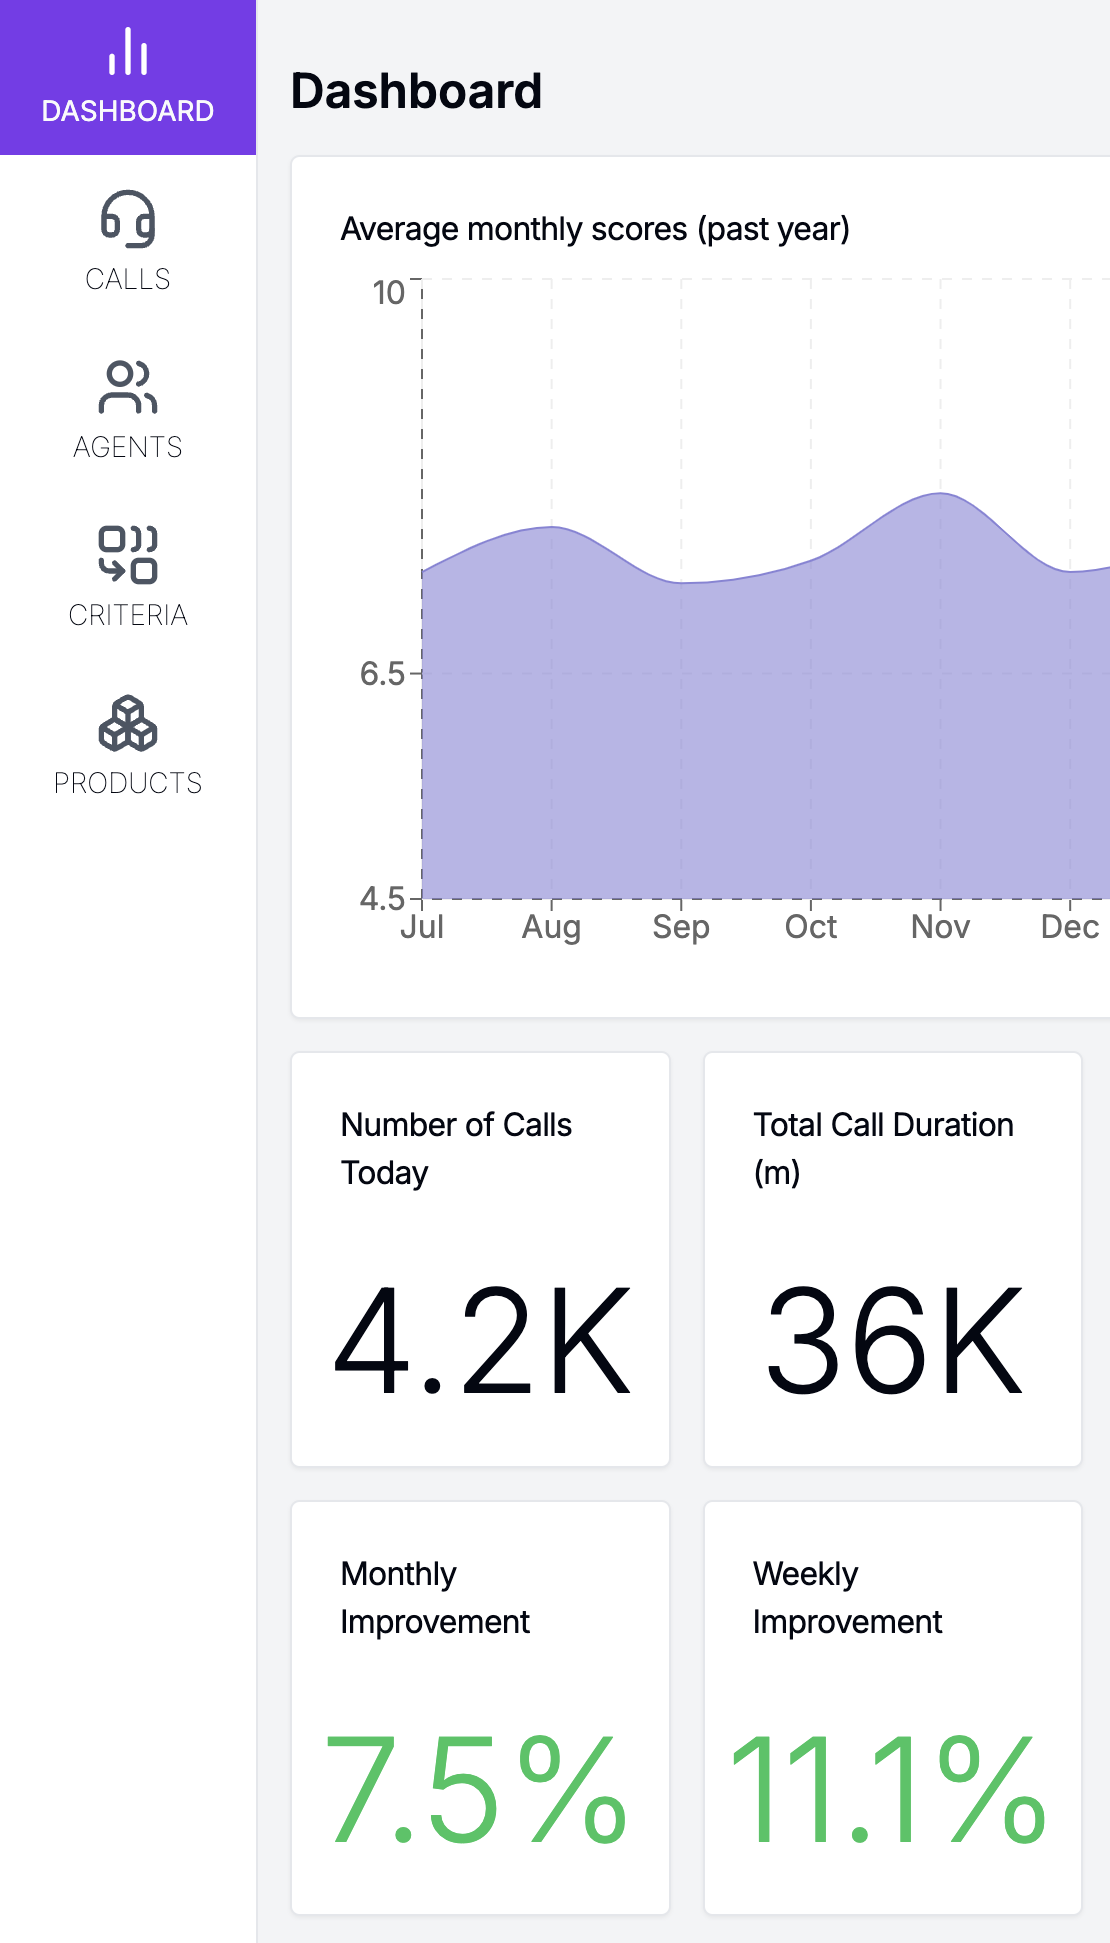 DASHBOARD
CALLS
AGENTS
CRITERIA
PRODUCTS
Dashboard
Average monthly scores (past year)
10
6.5
4.5
Jul Aug Sep Oct Nov Dec
Number of Calls
Today
4.2K
Total Call Duration
(m)
36K
Monthly
Improvement
7.5%
Weekly
Improvement
11.1%